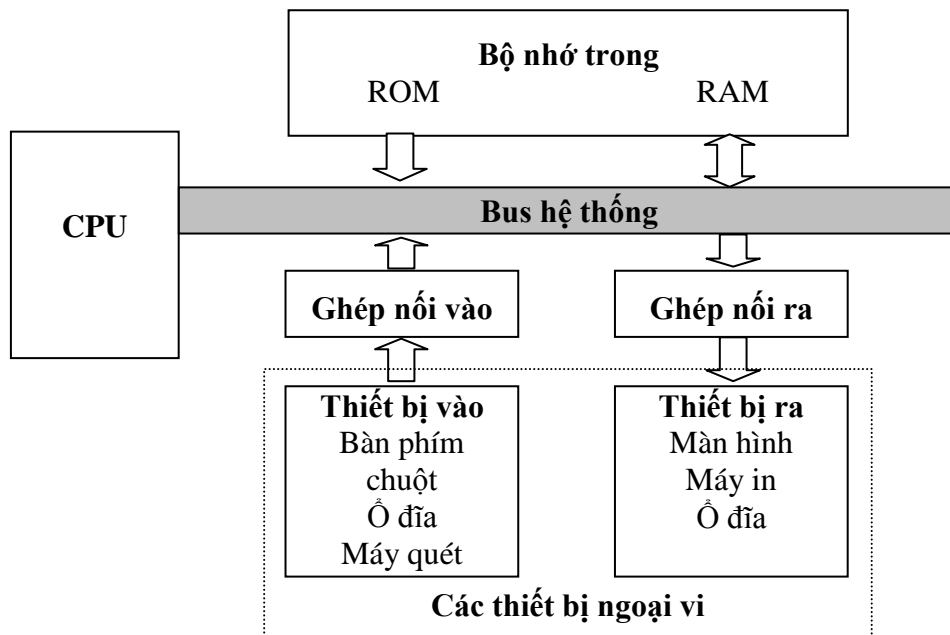 Bộ nhớ trong
ROM RAM
CPU
Bus hệ thống
Ghép nối vào
Ghép nối ra
Thiết bị vào
Bàn phím
chuột
Ổ đĩa
Máy quét
Thiết bị ra
Màn hình
Máy in
Ổ đĩa
Các thiết bị ngoại vi